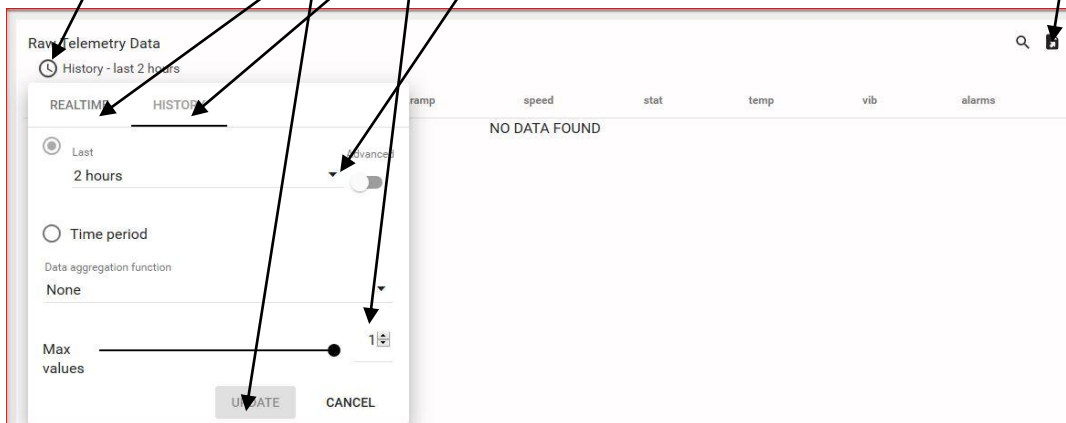 Raw Telemetry Data
History - last 2 hours
REALTIME HISTORY ramp speed stat temp vib alarms
NO DATA FOUND
Last Advanced
2 hours
Time period
Data aggregation function
None
Max 1
values
UPDATE CANCEL